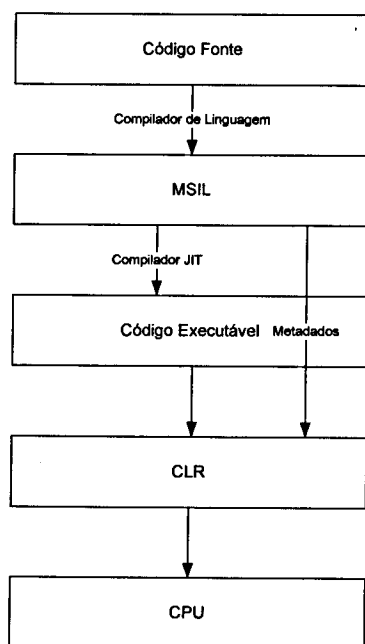 Código Fonte
Compilador de Linguagem
MSIL
Compilador JIT
Código Executável
Metadados
CLR
CPU